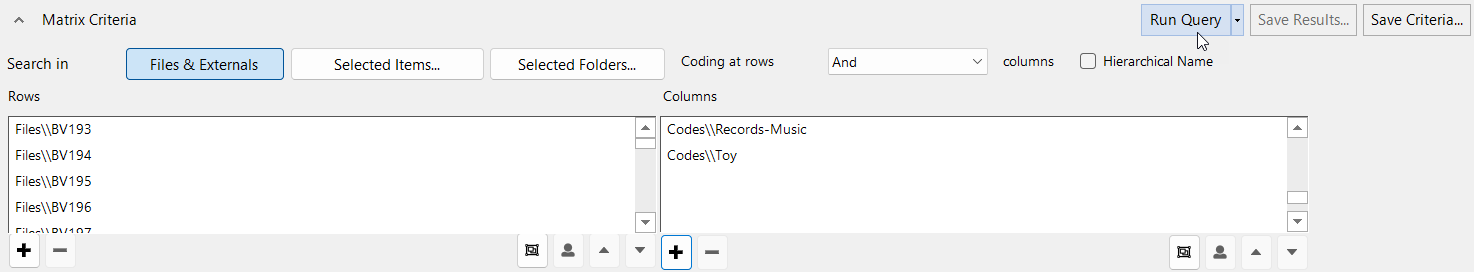 Matrix Criteria
Run Query
Save Results...
Save Criteria...
Search in
Files & Externals
Selected Items...
Selected Folders...
Coding at rows
And
columns
Hierarchical Name
Rows
Columns
Files\\BV193
Files\\BV194
Files\\BV195
Files\\BV196
Files\\BV197
Codes\\Records-Music
Codes\\Toy